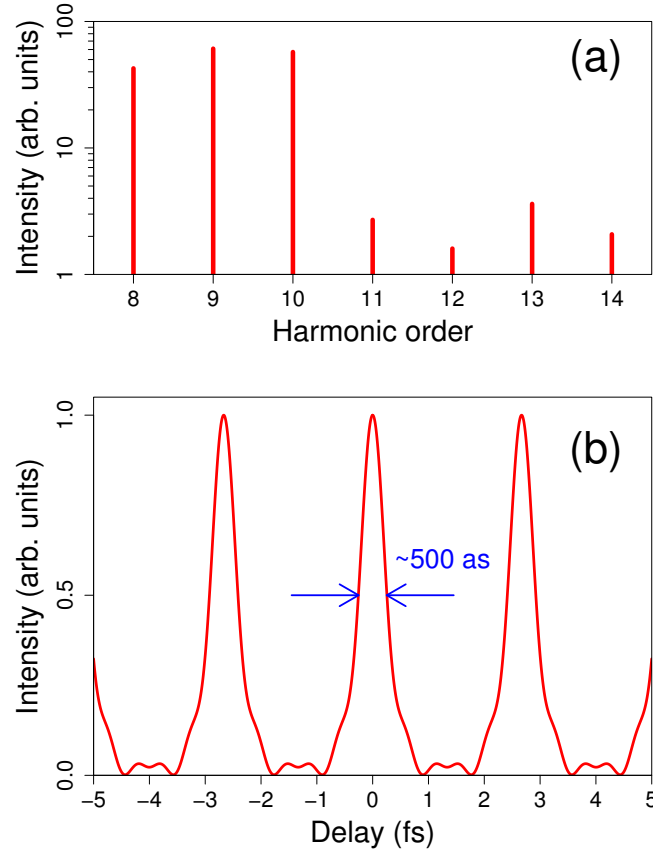 (a)
Intensity (arb. units)
100
10
1
8 9 10 11 12 13 14
Harmonic order
(b)
Intensity (arb. units)
1.0
0.5
0.0
~500 as
−5 −4 −3 −2 −1 0 1 2 3 4 5
Delay (fs)